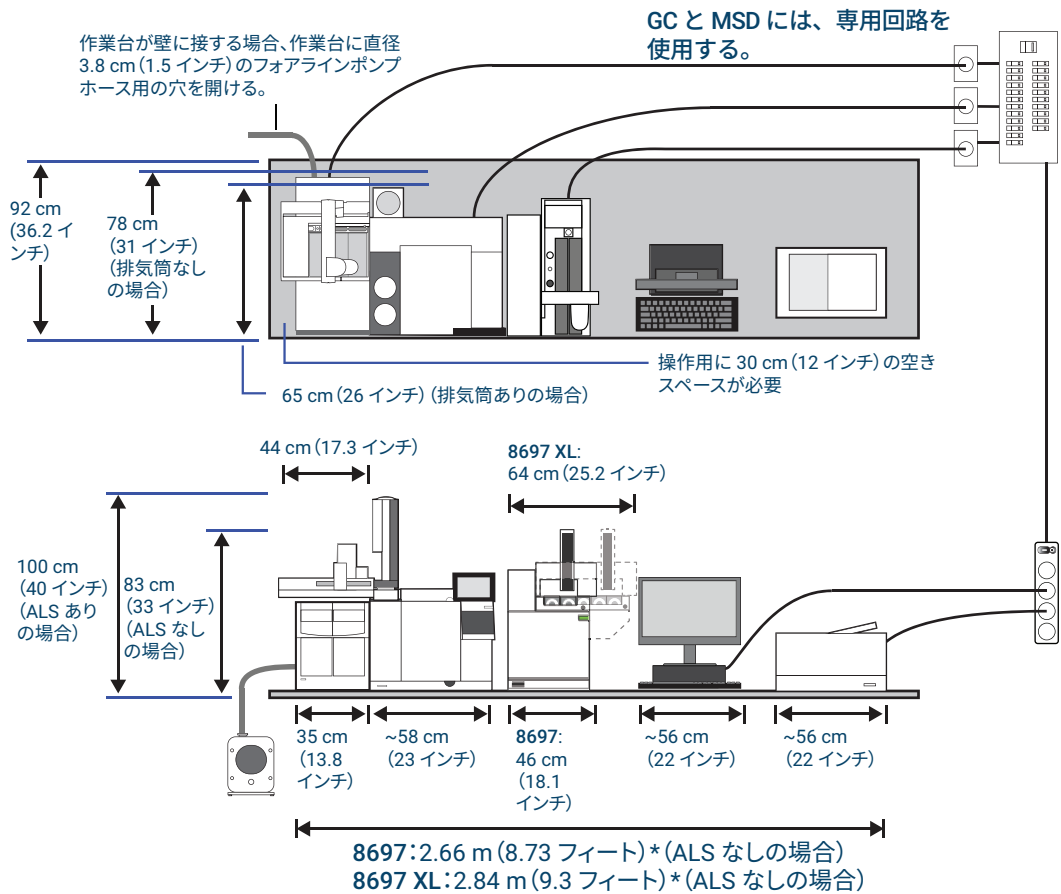 GC と MSD には、専用回路を
使用する。
作業台が壁に接する場合、作業台に直径
3.8 cm（1.5 インチ）のフォアラインポンプ
ホース用の穴を開ける。
92 cm
（36.2 イ
ンチ）
78 cm
（31 インチ）
（排気筒なし
の場合）
操作用に 30 cm（12 インチ）の空き
スペースが必要
65 cm（26 インチ）（排気筒ありの場合）
44 cm（17.3 インチ）
8697 XL:
64 cm（25.2 インチ）
100 cm
（40 インチ）
（ALS あり
の場合）
83 cm
（33 インチ）
（ALS なし
の場合）
35 cm
（13.8
インチ）
~58 cm
（23 インチ）
8697:
46 cm
（18.1
インチ）
~56 cm
（22 インチ）
~56 cm
（22 インチ）
8697：2.66 m（8.73 フィート）*（ALS なしの場合）
8697 XL：2.84 m（9.3 フィート）*（ALS なしの場合）